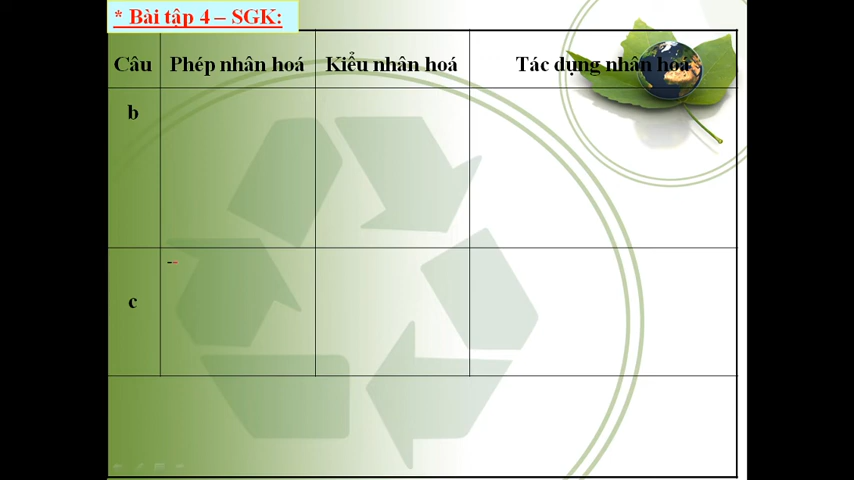 * Bài tập 4 – SGK:
Câu Phép nhân hoá Kiểu nhân hoá Tác dụng nhân hoá
b
--
c